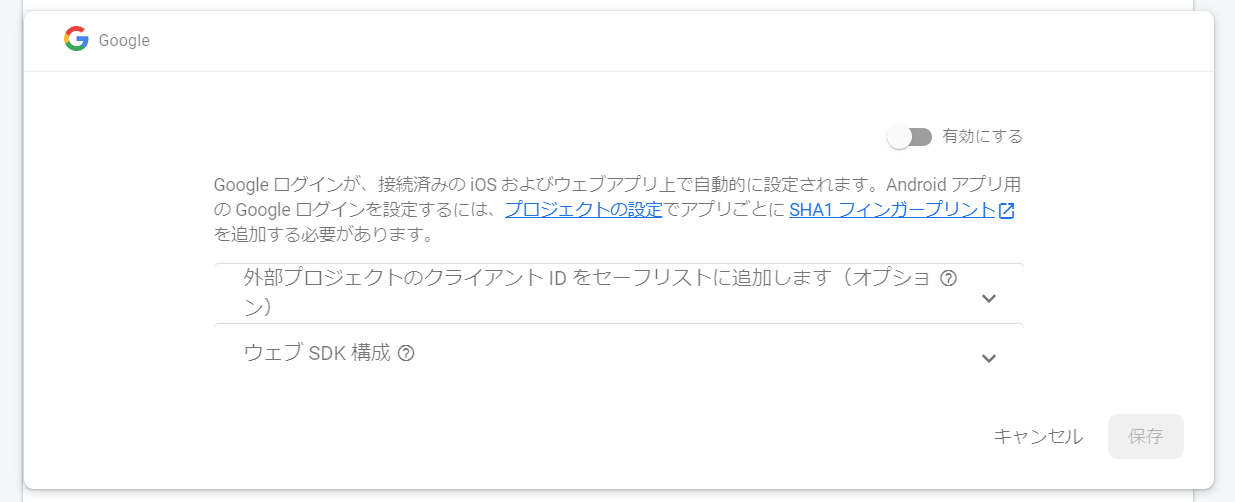 Google
有効にする
Google ログインが、接続済みの iOS およびウェブアプリ上で自動的に設定されます。Android アプリ用
の Google ログインを設定するには、プロジェクトの設定でアプリごとに SHA1 フィンガープリント
を追加する必要があります。
外部プロジェクトのクライアント ID をセーフリストに追加します（オプショ
ン）
ウェブ SDK 構成
キャンセル 保存